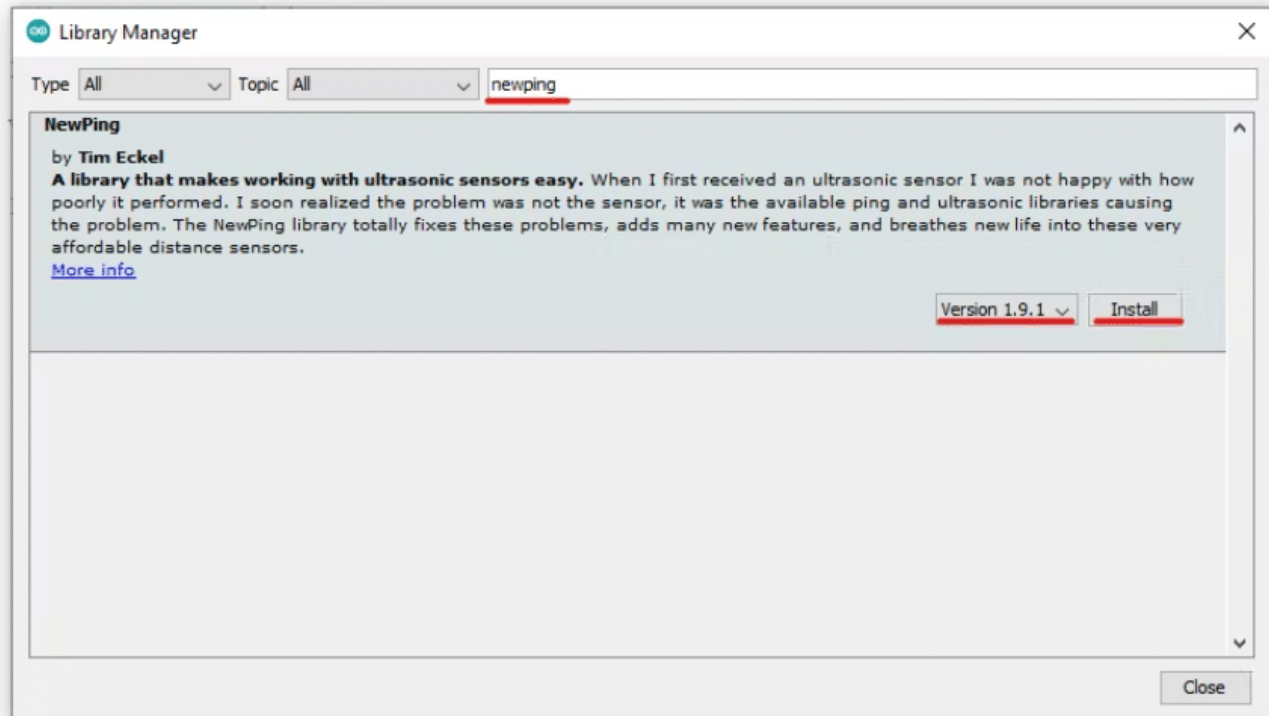 Library Manager
Type All Topic All newping
NewPing
by Tim Eckel
A library that makes working with ultrasonic sensors easy. When I first received an ultrasonic sensor I was not happy with how
poorly it performed. I soon realized the problem was not the sensor, it was the available ping and ultrasonic libraries causing
the problem. The NewPing library totally fixes these problems, adds many new features, and breathes new life into these very
affordable distance sensors.
More info
Version 1.9.1 Install
Close